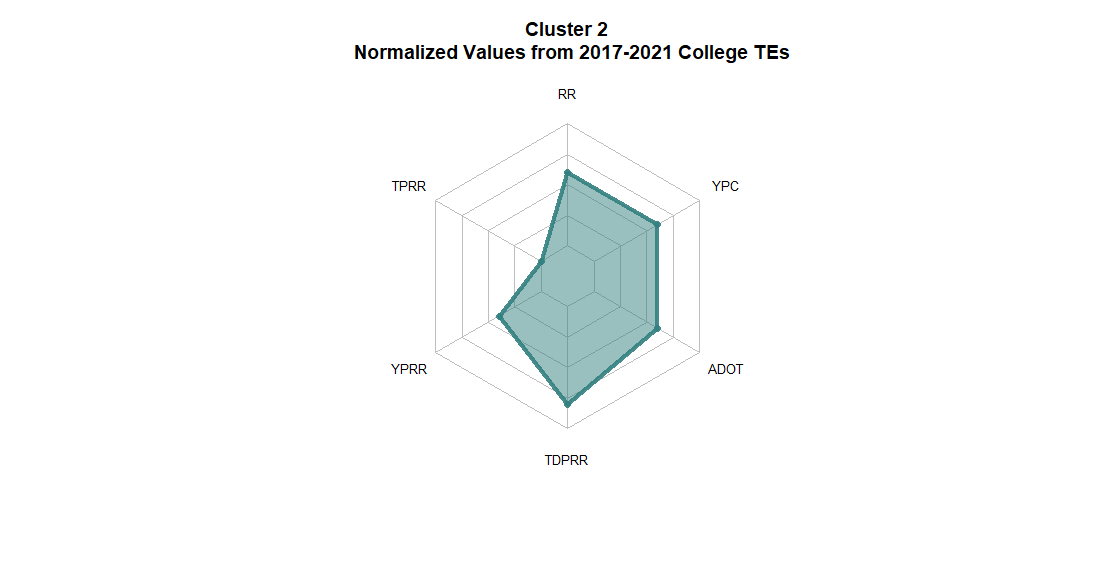 Cluster 2
Normalized Values from 2017-2021 College TEs
RR
TPRR
YPC
YPRR
ADOT
TDPRR